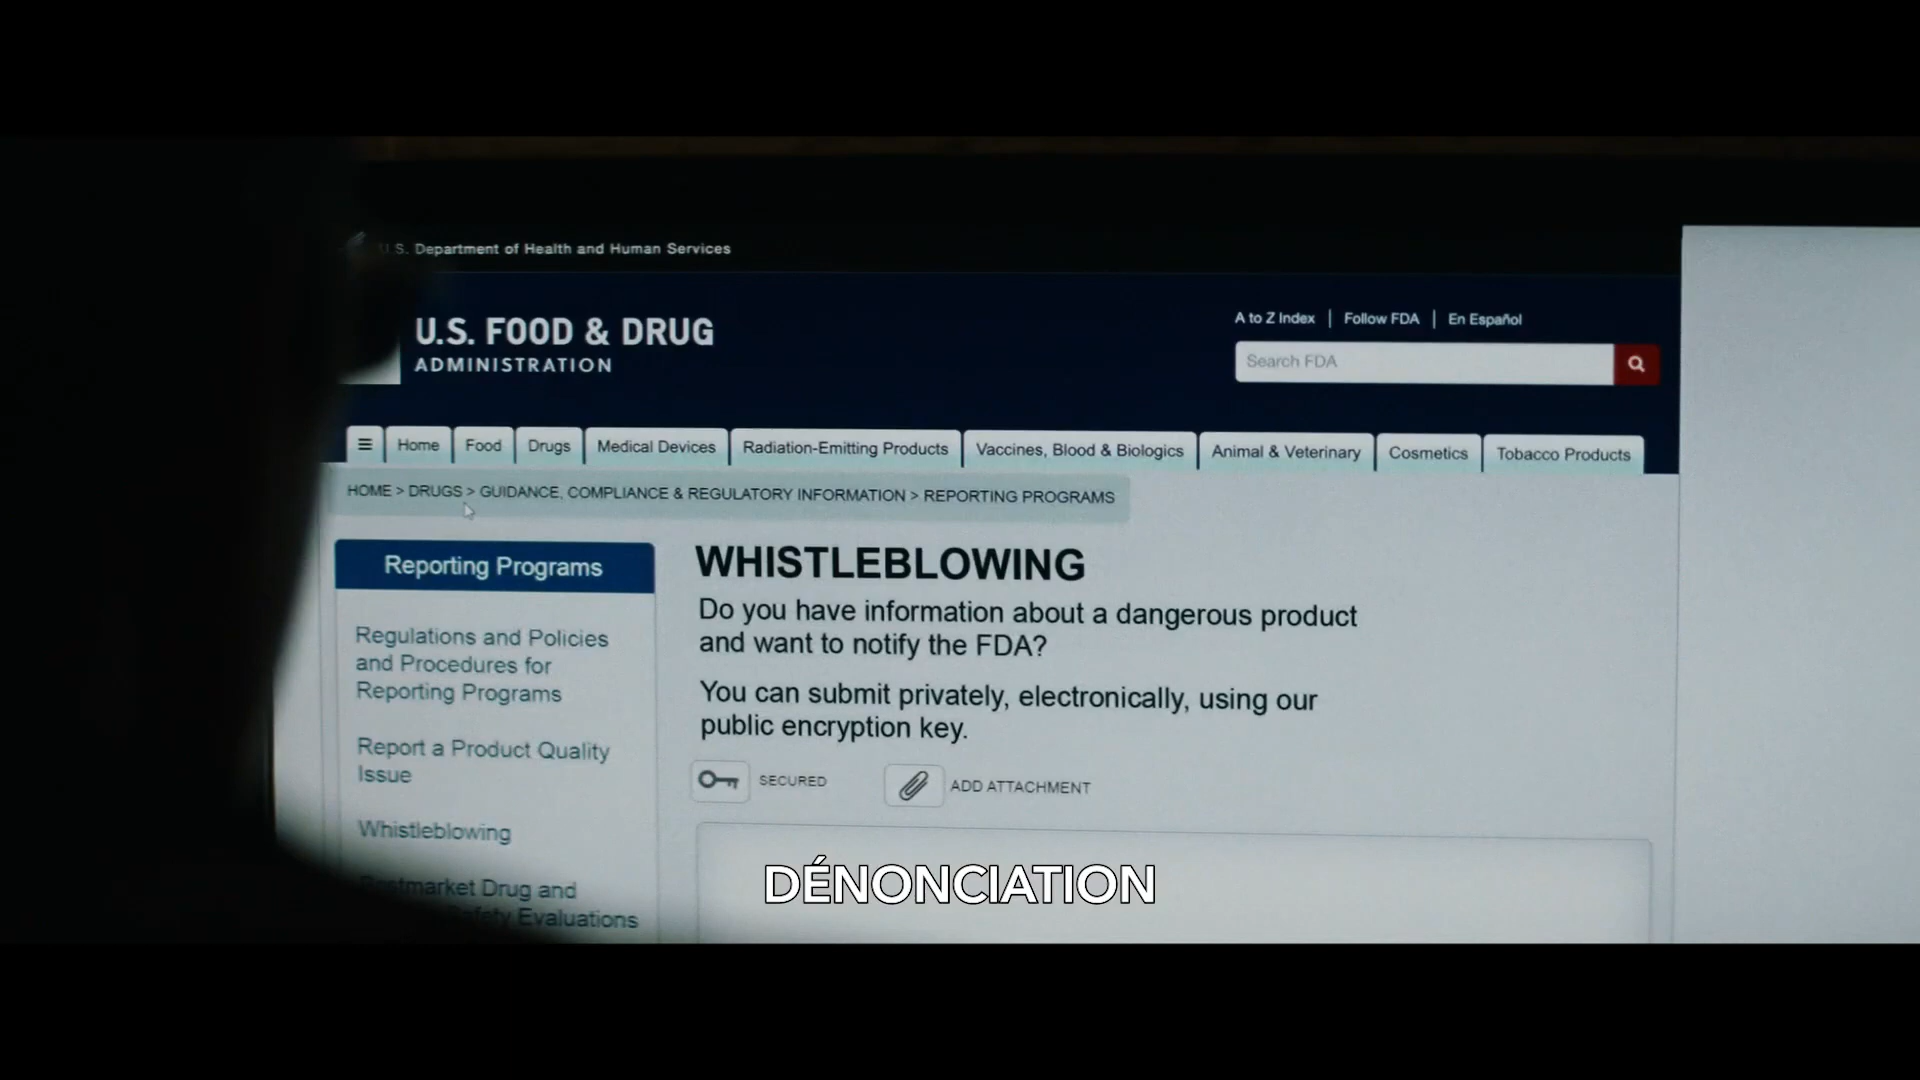 U.S. Department of Health and Human Services
U.S. FOOD & DRUG
ADMINISTRATION
A to Z Index | Follow FDA | En Español
Search FDA
Home Food Drugs Medical Devices Radiation-Emitting Products Vaccines, Blood & Biologics Animal & Veterinary Cosmetics Tobacco Products
HOME > DRUGS > GUIDANCE, COMPLIANCE & REGULATORY INFORMATION > REPORTING PROGRAMS
Reporting Programs
Regulations and Policies
and Procedures for
Reporting Programs
Report a Product Quality
Issue
Whistleblowing
Postmarket Drug and
Safety Evaluations
WHISTLEBLOWING
Do you have information about a dangerous product
and want to notify the FDA?
You can submit privately, electronically, using our
public encryption key.
SECURED
ADD ATTACHMENT
DÉNONCIATION